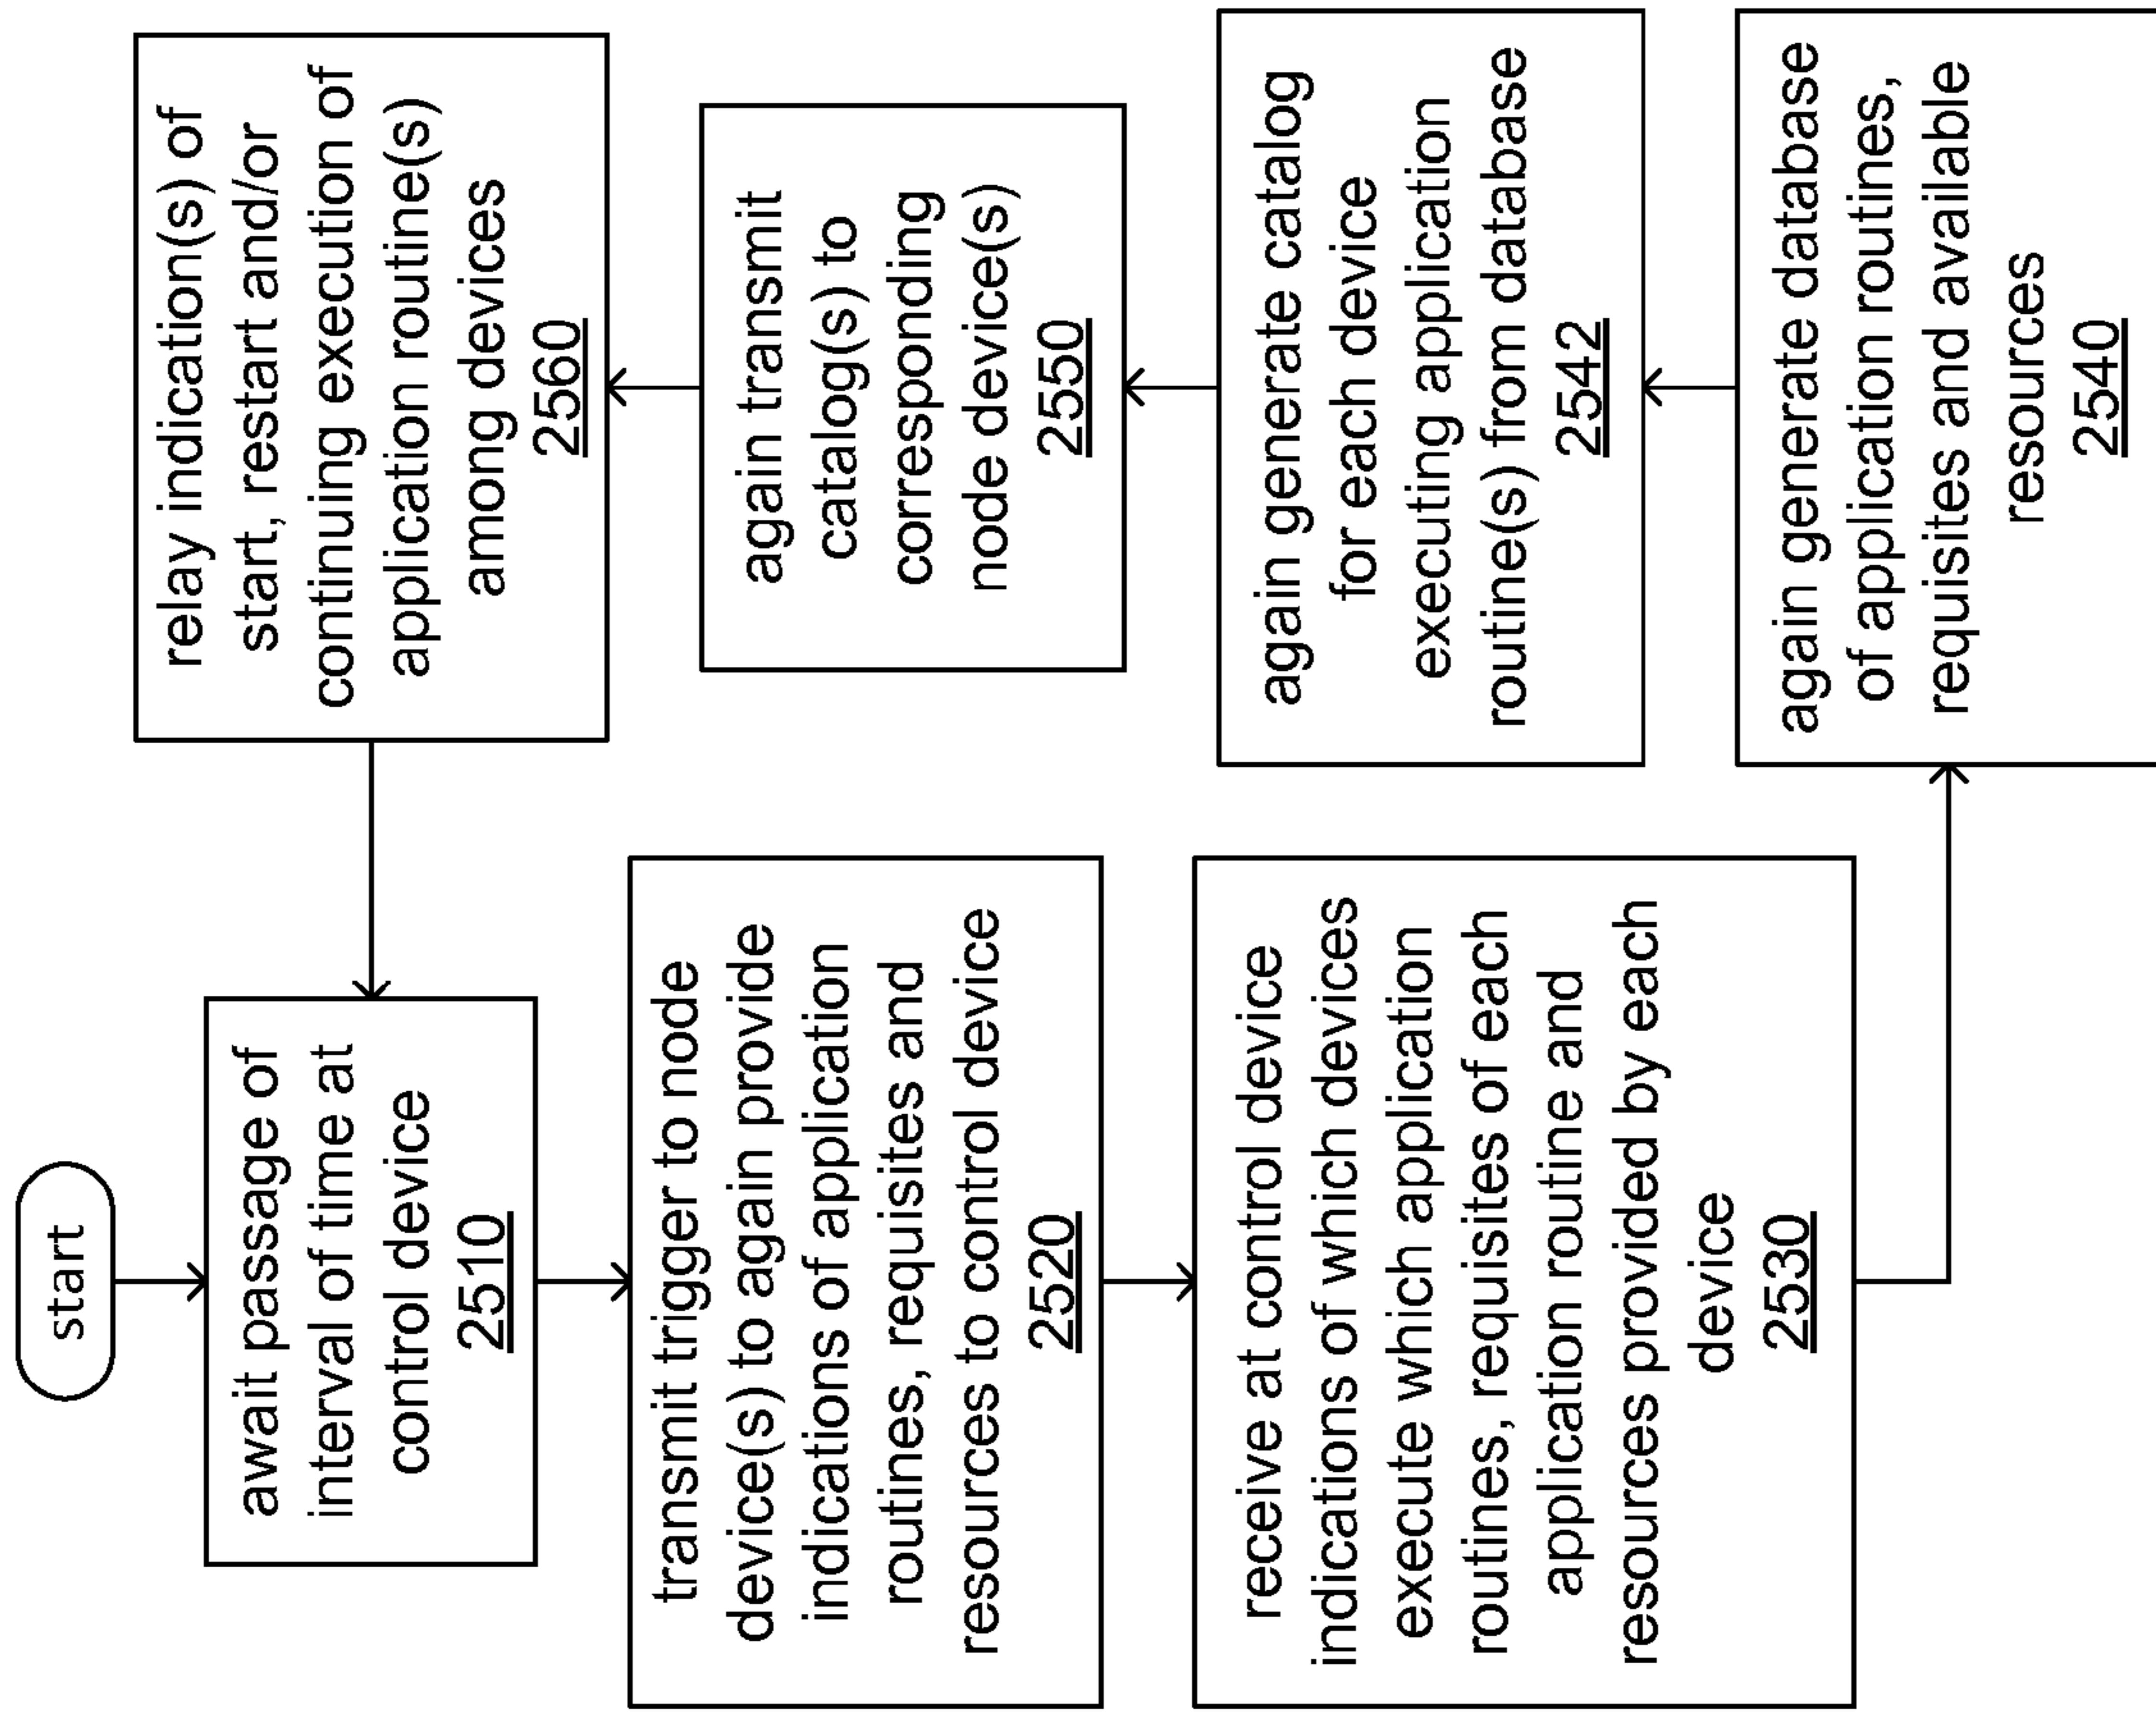 start
await passage of
interval of time at
control device
2510
transmit trigger to node
device(s) to again provide
indications of application
routines, requisites and
resources to control device
2520
receive at control device
indications of which devices
execute which application
routines, requisites of each
application routine and
resources provided by each
device
2530
again generate database
of application routines,
requisites and available
resources
2540
again generate catalog
for each device
executing application
routine(s) from database
2542
again transmit
catalog(s) to
corresponding
node device(s)
2550
relay indication(s) of
start, restart and/or
continuing execution of
application routine(s)
among devices
2560